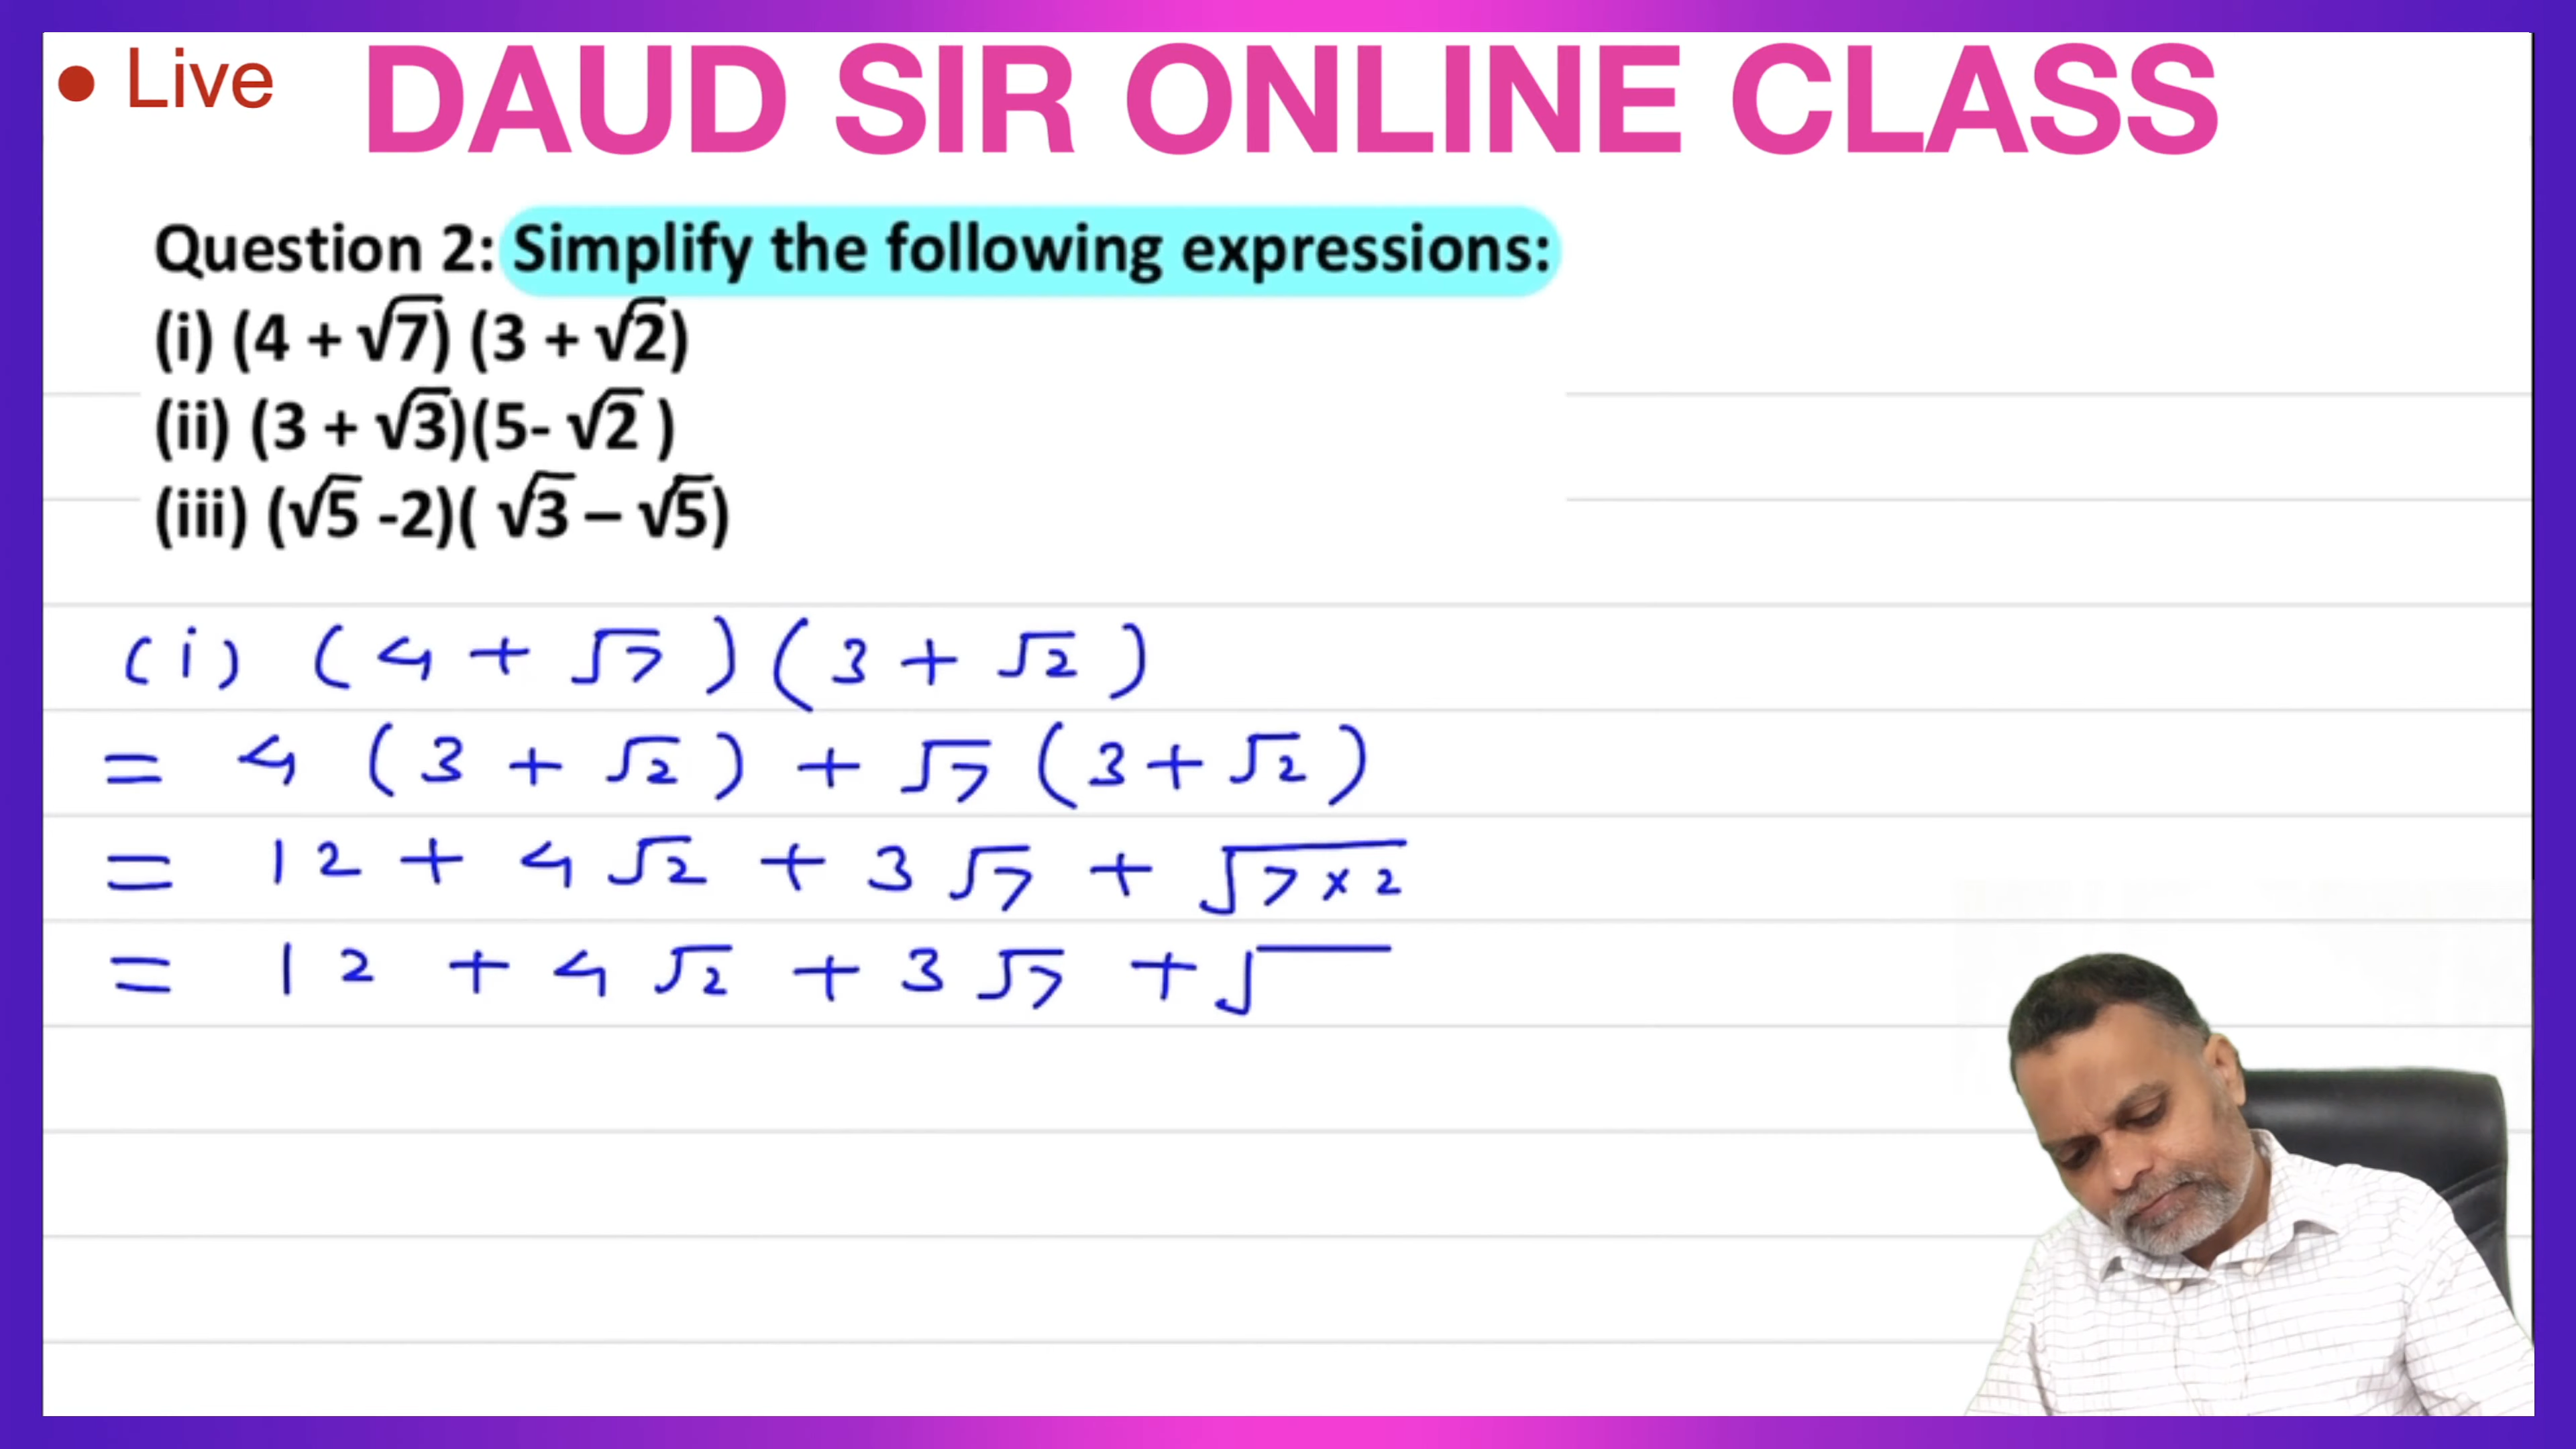 • Live DAUD SIR ONLINE CLASS
Question 2: Simplify the following expressions:
(i) (4 + √7) (3 + √2)
(ii) (3 + √3)(5- √2 )
(iii) (√5 -2)( √3 – √5)
(i) (4 + √7) (3 + √2)
= 4 (3 + √2) + √7 (3 + √2)
= 12 + 4√2 + 3√7 + √7×2
= 12 + 4√2 + 3√7 + √